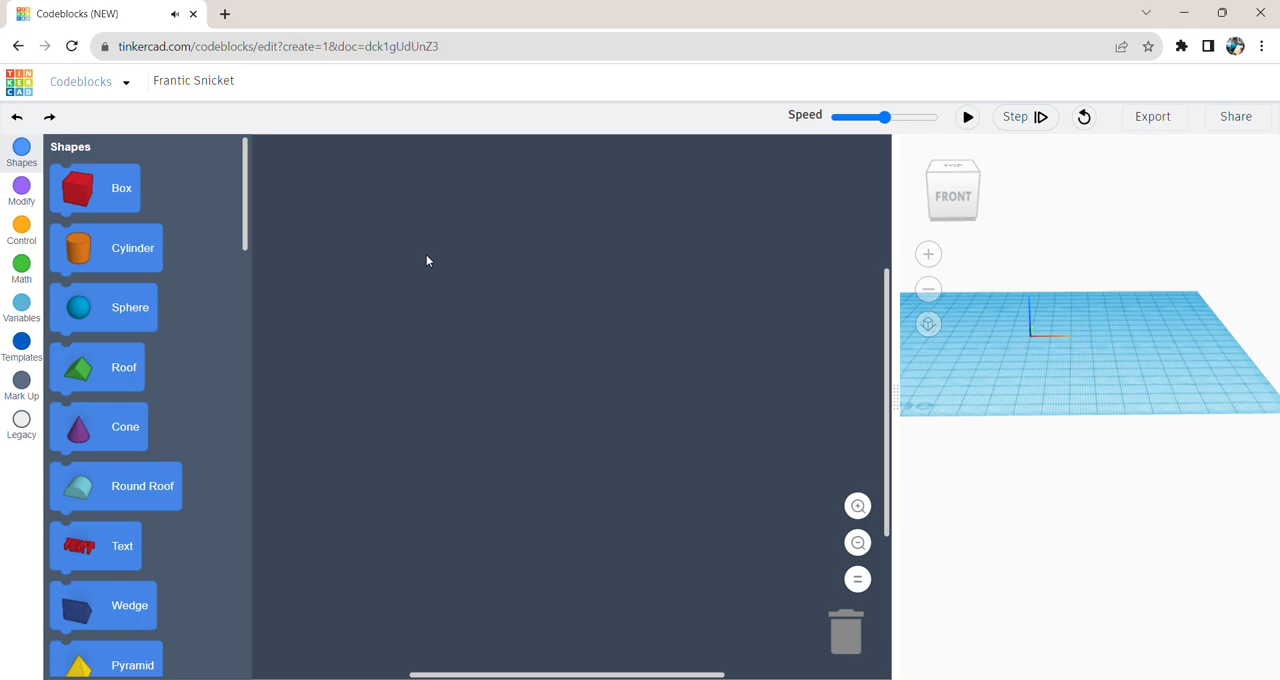 Codeblocks (NEW)
tinkercad.com/codeblocks/edit?create=1&doc=dck1gUdUnZ3
TIN
KER
CAD
Codeblocks
Frantic Snicket
Speed
Step
Export
Share
Shapes
Modify
Control
Math
Variables
Templates
Mark Up
Legacy
Shapes
Box
Cylinder
Sphere
Roof
Cone
Round Roof
Text
Wedge
Pyramid
TOP
FRONT